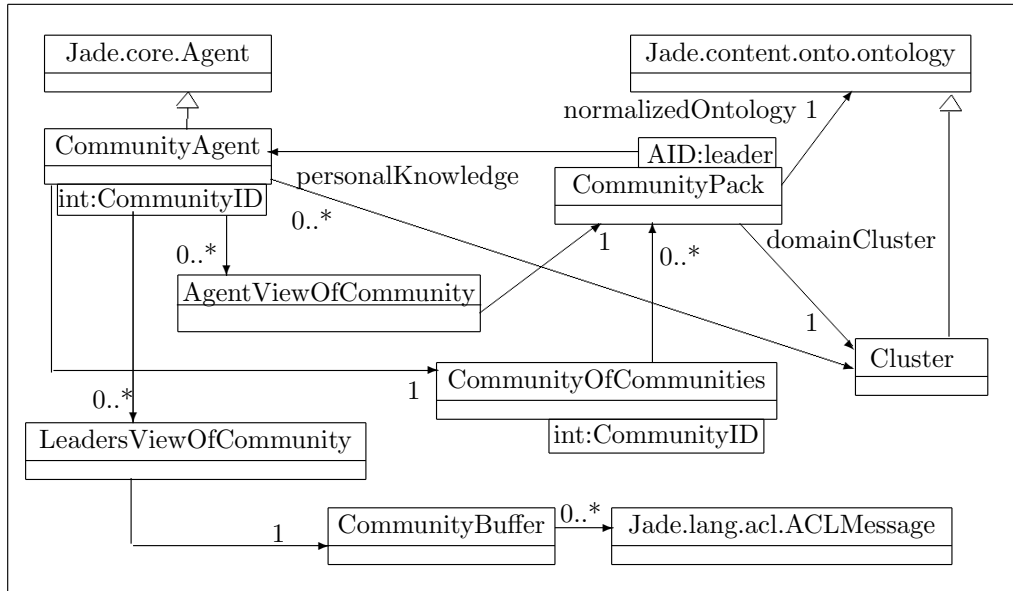 Jade.core.Agent
Jade.content.onto.ontology
normalizedOntology 1
CommunityAgent
AID:leader
personalKnowledge
CommunityPack
int:CommunityID
0..*
1
domainCluster
0..*
0..*
AgentViewOfCommunity
1
Cluster
CommunityOfCommunities
1
0..*
int:CommunityID
LeadersViewOfCommunity
CommunityBuffer
0..*
Jade.lang.acl.ACLMessage
1